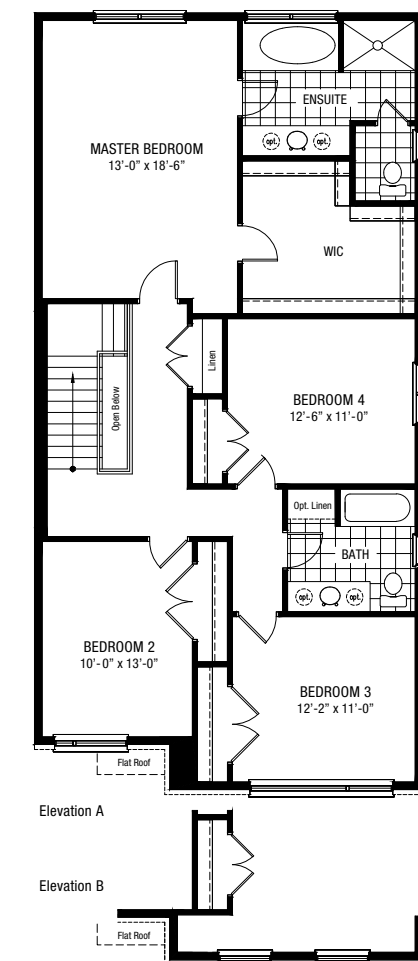 ENSUITE
opt.
opt.
MASTER BEDROOM
13'-0" x 18'-6"
WIC
Linen
Open Below
BEDROOM 4
12'-6" x 11'-0"
Opt. Linen
BATH
opt.
opt.
BEDROOM 2
10'-0" x 13'-0"
BEDROOM 3
12'-2" x 11'-0"
Flat Roof
Elevation A
Elevation B
Flat Roof